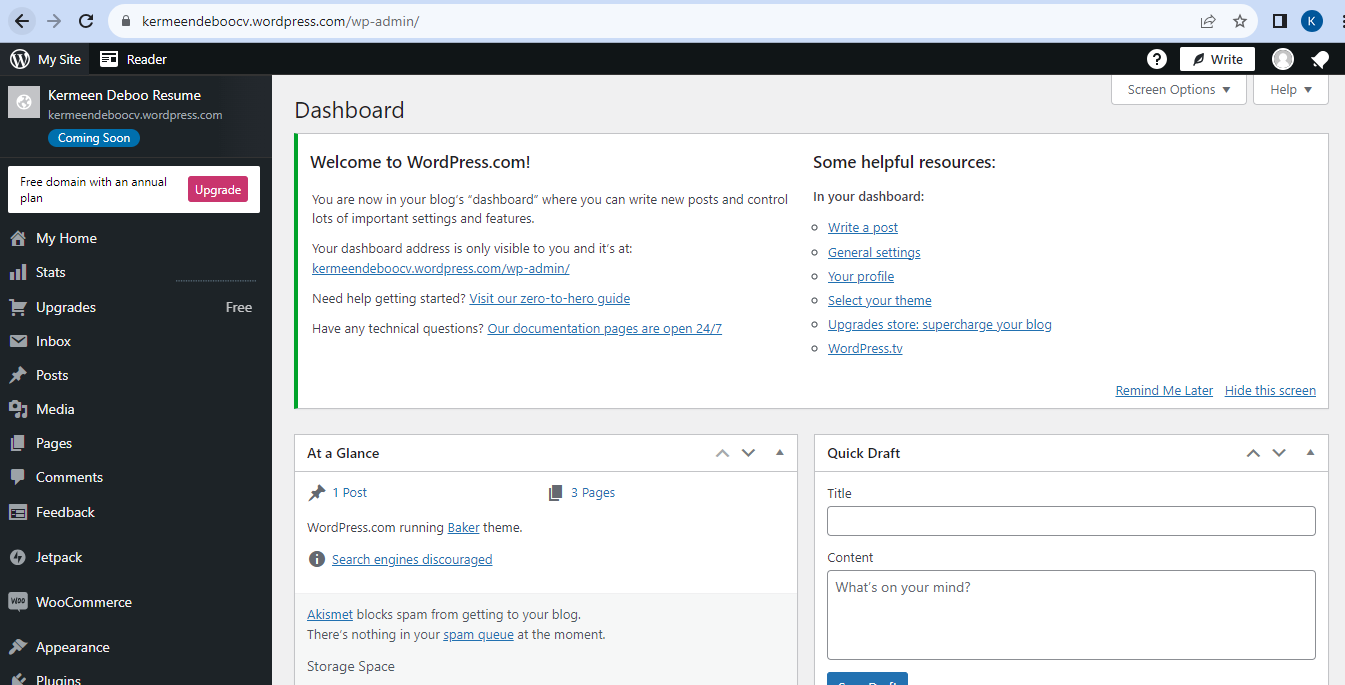 kermeendeboocv.wordpress.com/wp-admin/
K
My Site
Reader
Write
Kermeen Deboo Resume
kermeendeboocv.wordpress.com
Coming Soon
Free domain with an annual
plan
Upgrade
My Home
Stats
Upgrades Free
Inbox
Posts
Media
Pages
Comments
Feedback
Jetpack
WooCommerce
Appearance
Plugins
Screen Options
Help
Dashboard
Welcome to WordPress.com!
You are now in your blog's “dashboard” where you can write new posts and control
lots of important settings and features.
Your dashboard address is only visible to you and it's at:
kermeendeboocv.wordpress.com/wp-admin/
Need help getting started? Visit our zero-to-hero guide
Have any technical questions? Our documentation pages are open 24/7
Some helpful resources:
In your dashboard:
Write a post
General settings
Your profile
Select your theme
Upgrades store: supercharge your blog
WordPress.tv
Remind Me Later
Hide this screen
At a Glance
1 Post
3 Pages
WordPress.com running Baker theme.
Search engines discouraged
Akismet blocks spam from getting to your blog.
There's nothing in your spam queue at the moment.
Storage Space
Quick Draft
Title
Content
What's on your mind?
Save Draft